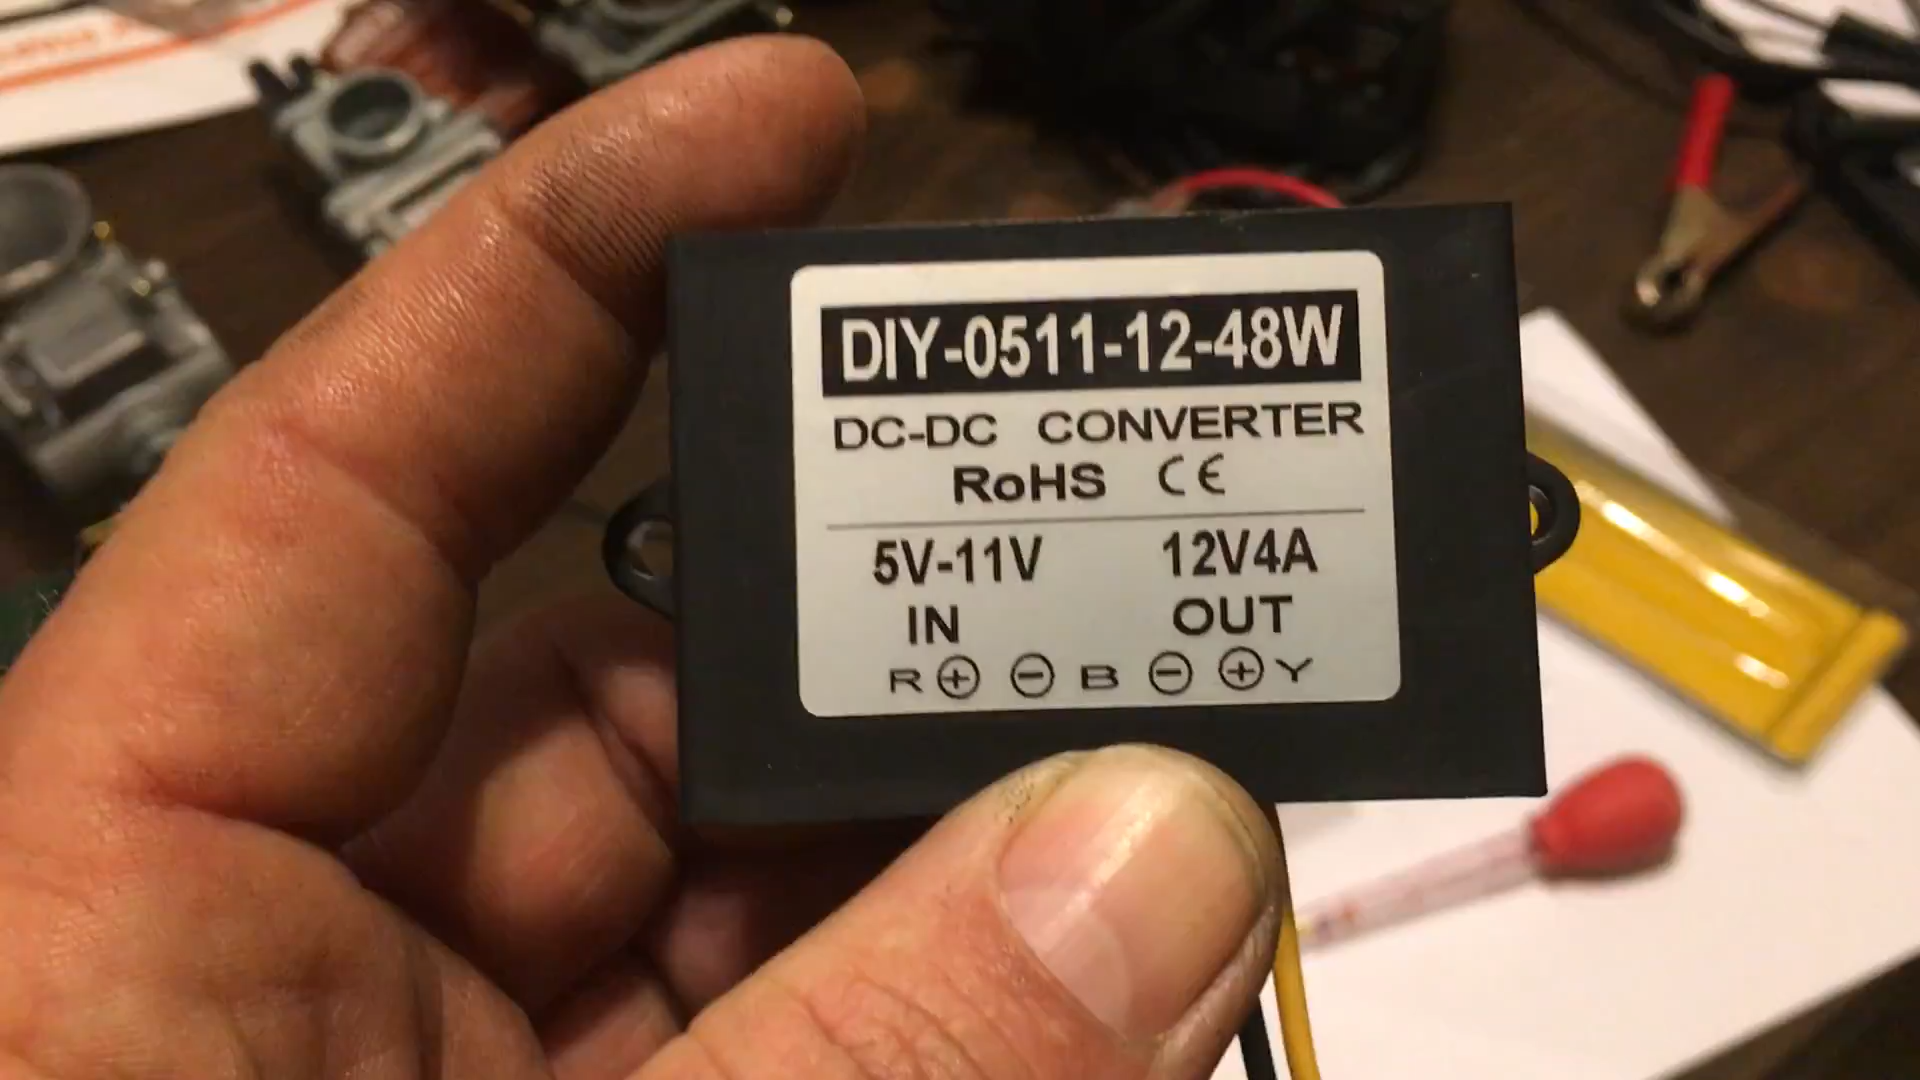 DIY-0511-12-48W
DC-DC CONVERTER
RoHS CE
5V-11V 12V4A
IN OUT
R⊕ ⊖ B ⊖ ⊕Y